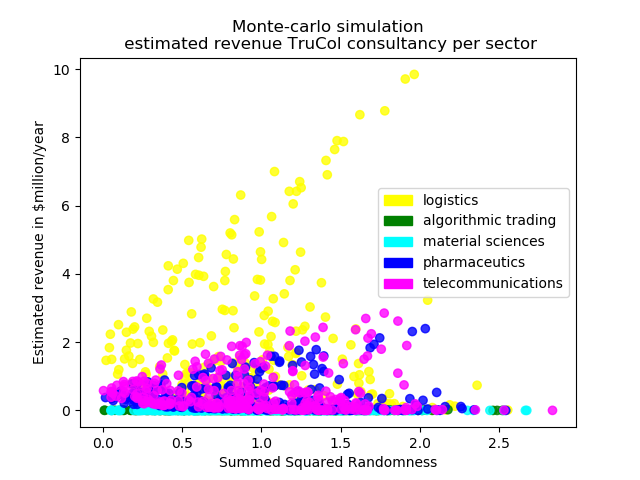 Monte-carlo simulation
estimated revenue TruCol consultancy per sector
Estimated revenue in $million/year
10
8
6
4
2
0
logistics
algorithmic trading
material sciences
pharmaceutics
telecommunications
0.0 0.5 1.0 1.5 2.0 2.5
Summed Squared Randomness